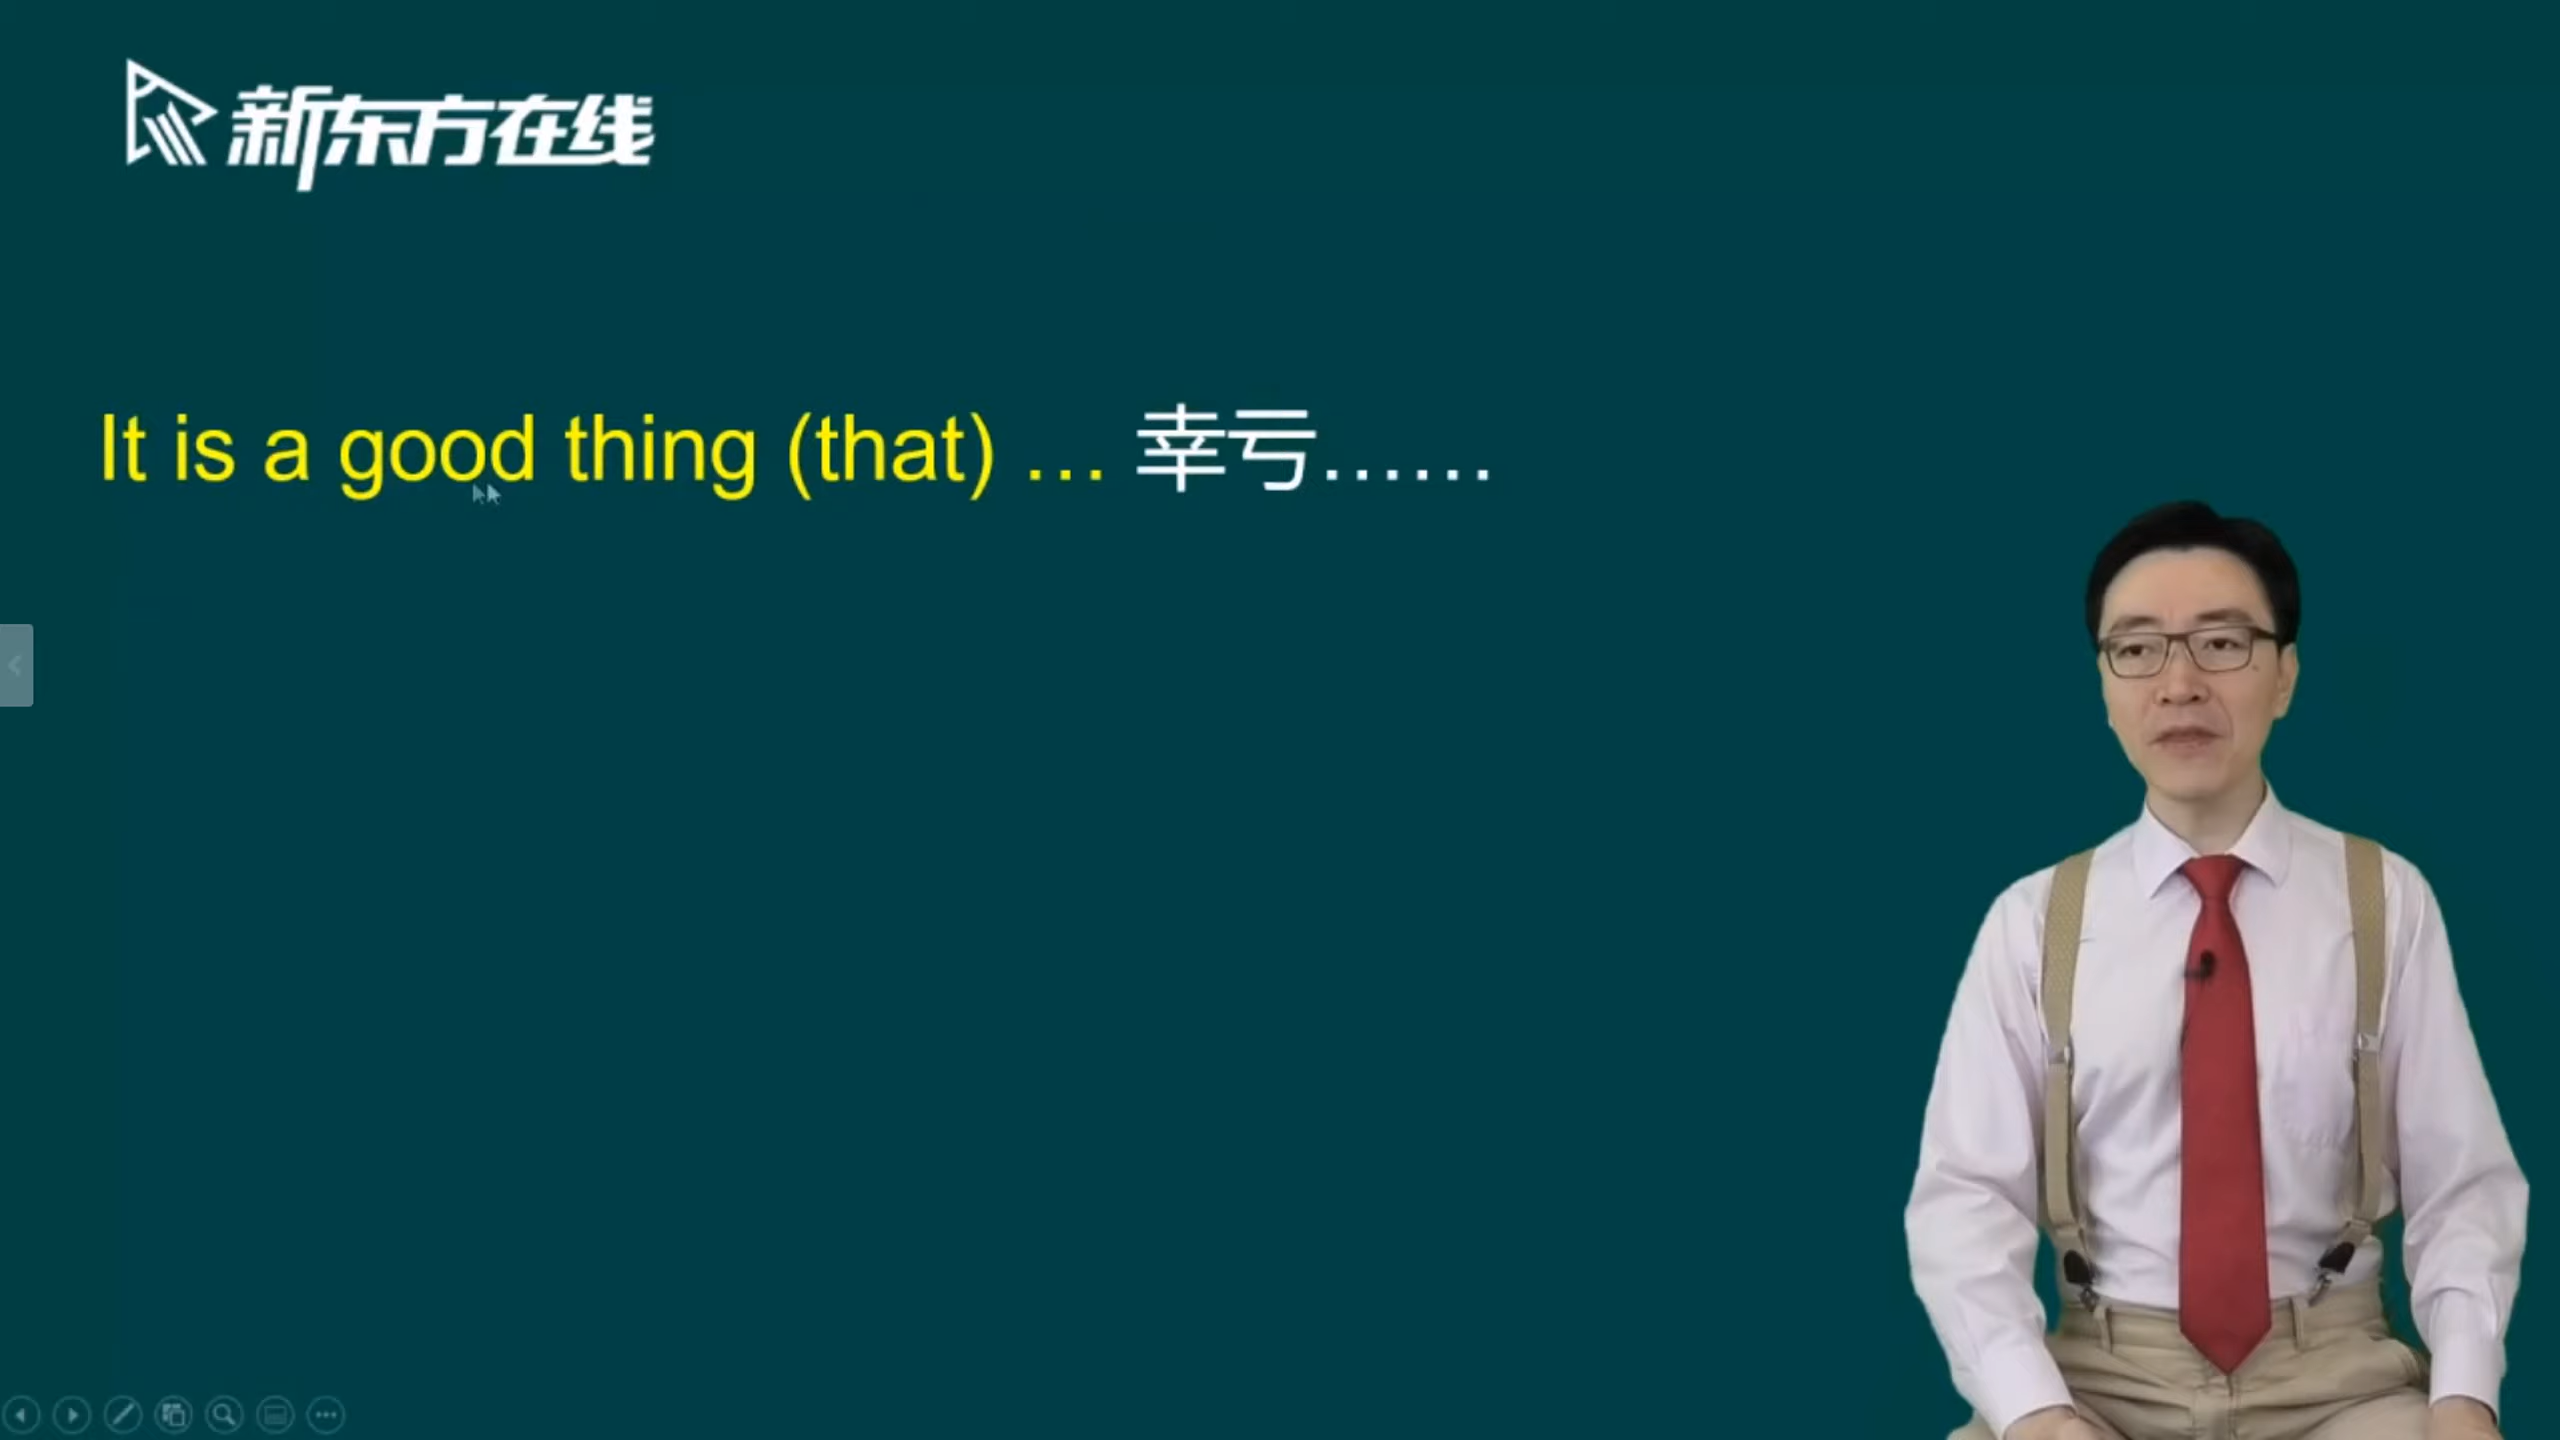 新东方在线
It is a good thing (that) … 幸亏......